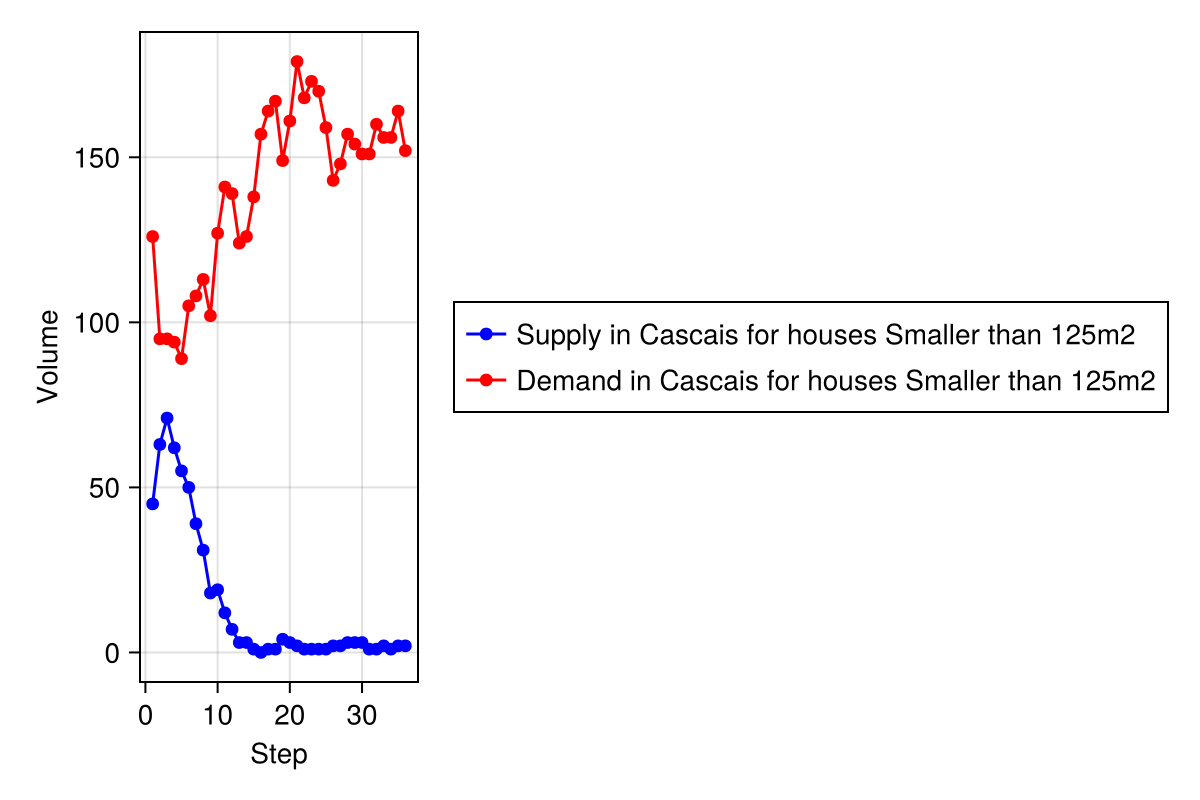 150
100
50
0
Volume
0 10 20 30
Step
Supply in Cascais for houses Smaller than 125m2
Demand in Cascais for houses Smaller than 125m2